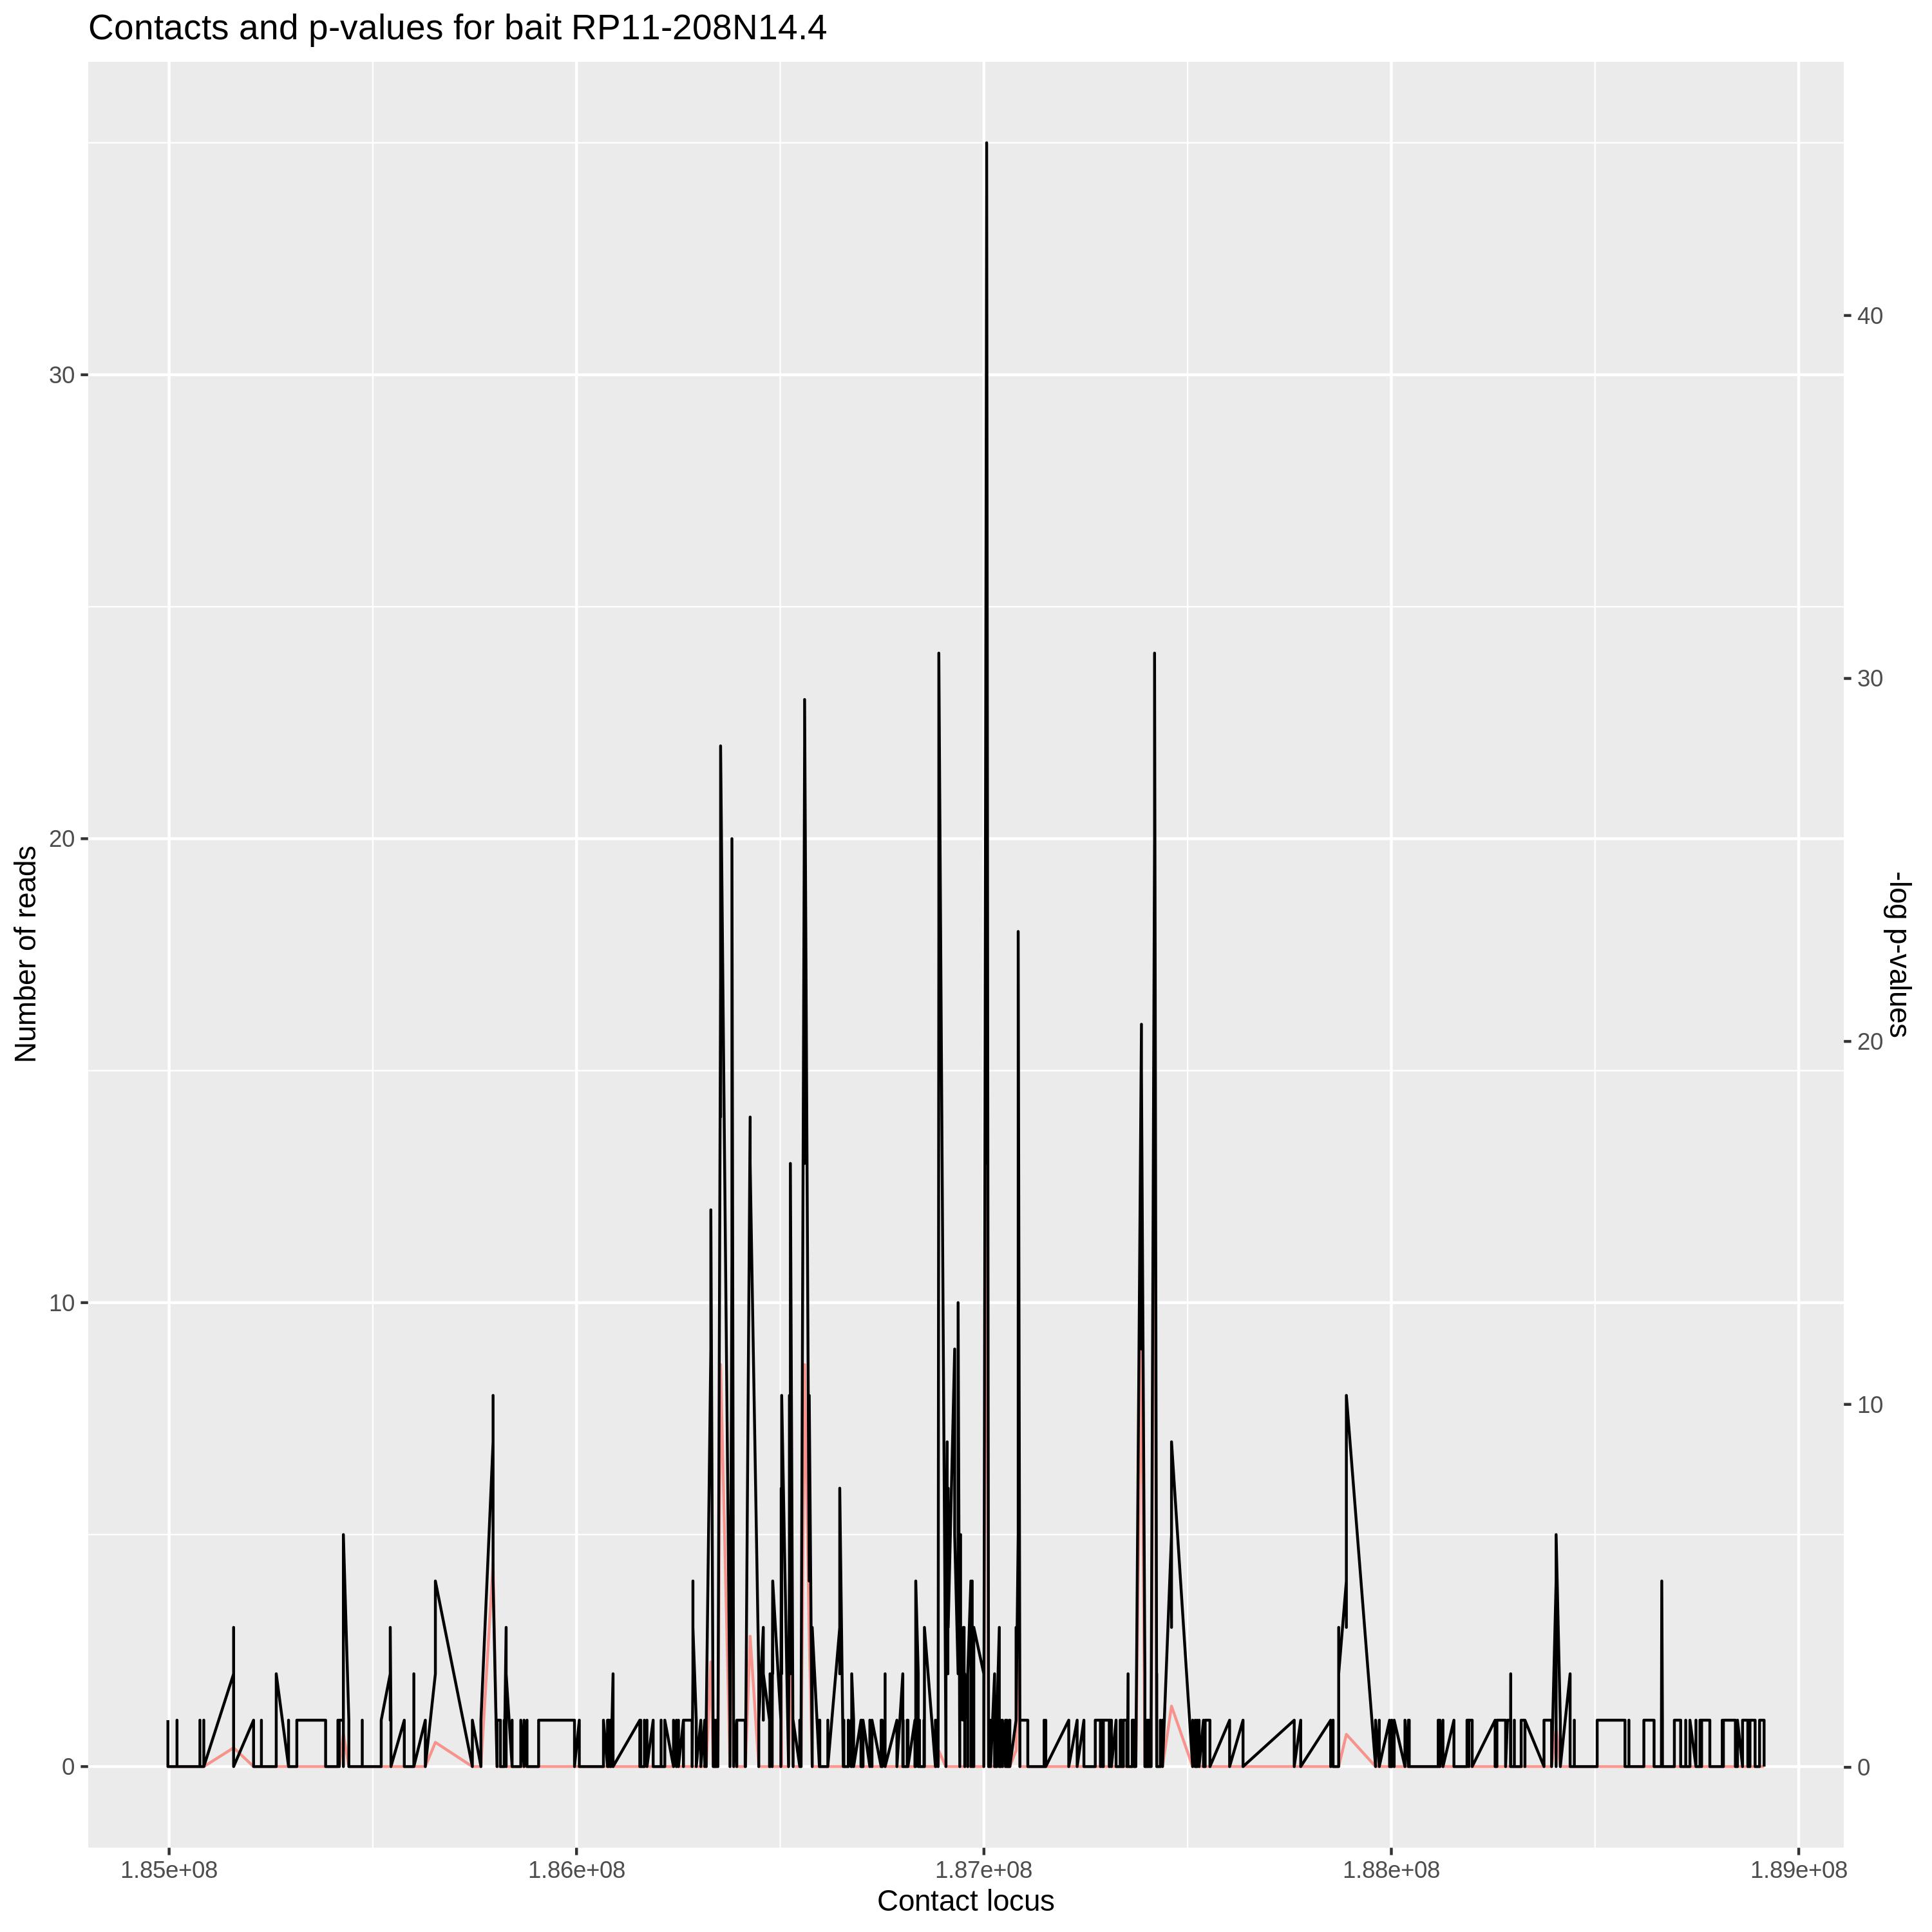 Contacts and p-values for bait RP11-208N14.4
Number of reads
30
20
10
0
40
30
20
10
0
-log p-values
1.85e+08
1.86e+08
1.87e+08
1.88e+08
1.89e+08
Contact locus